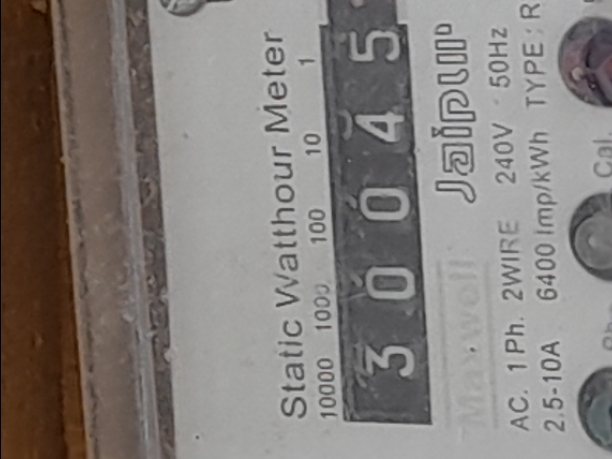 Static Watthour Meter
10000 1000 100 10 1
3 0 0 4 5
Maxwell Jaipur
AC. 1Ph. 2WIRE 240V · 50Hz
2.5-10A 6400 Imp/kWh TYPE : R
Cal